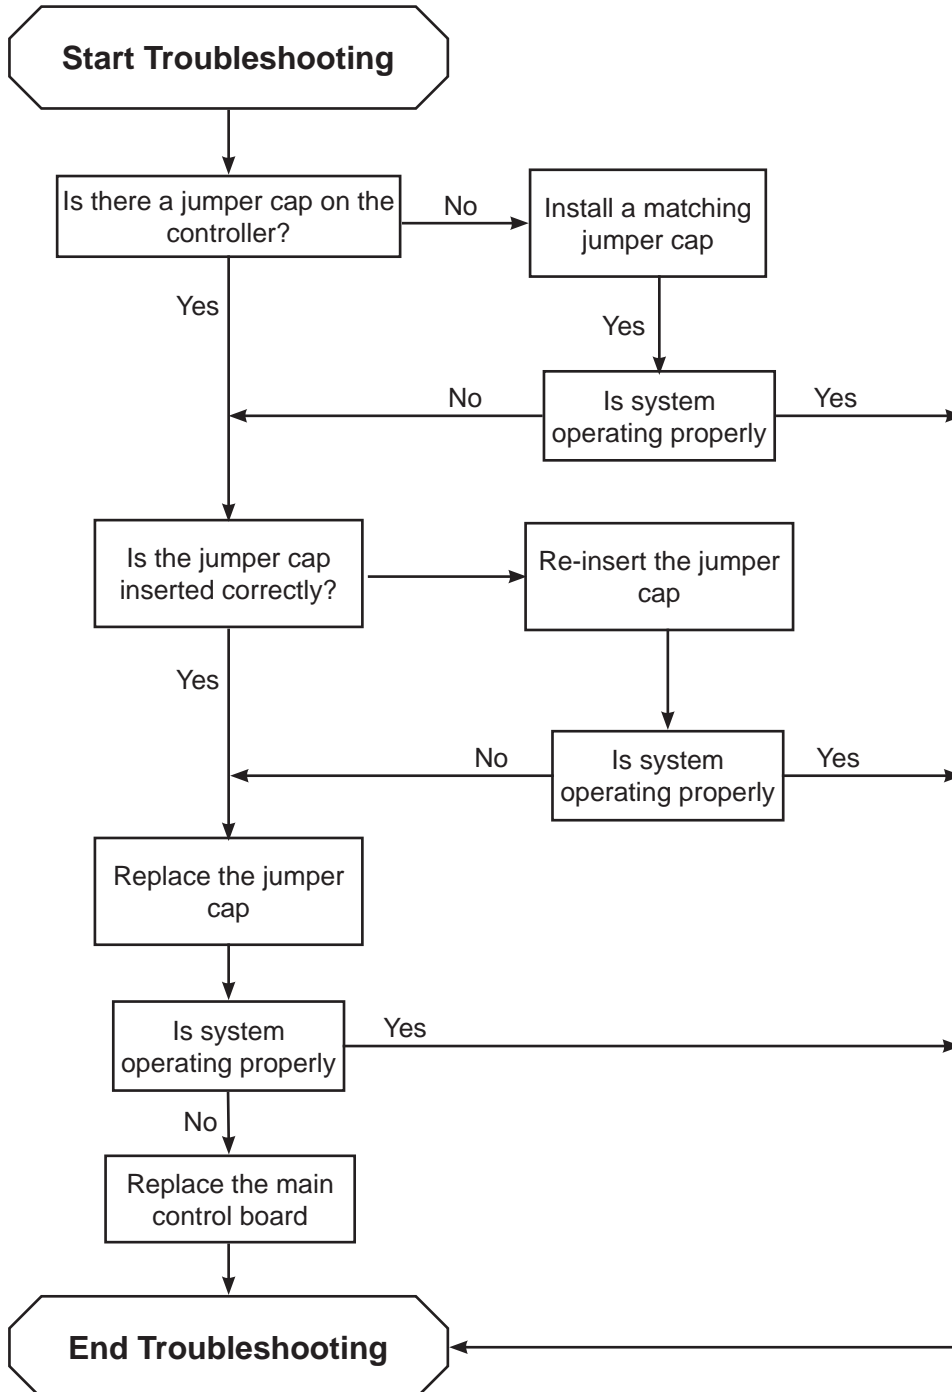 Start Troubleshooting
Is there a jumper cap on the
controller?
No
Install a matching
jumper cap
Yes
Yes
No
Is system
operating properly
Yes
Is the jumper cap
inserted correctly?
Re-insert the jumper
cap
Yes
No
Is system
operating properly
Yes
Replace the jumper
cap
Is system
operating properly
Yes
No
Replace the main
control board
End Troubleshooting